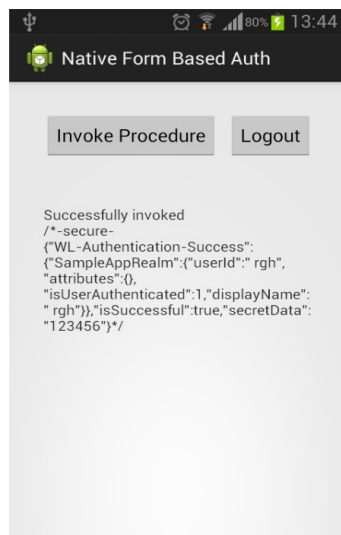 80% 13:44
Native Form Based Auth
Invoke Procedure Logout
Successfully invoked
/*-secure-
{"WL-Authentication-Success":
{"SampleAppRealm":{"userId":" rgh",
"attributes":{},
"isUserAuthenticated":1,"displayName":
" rgh"}},"isSuccessful":true,"secretData":
"123456"}*/